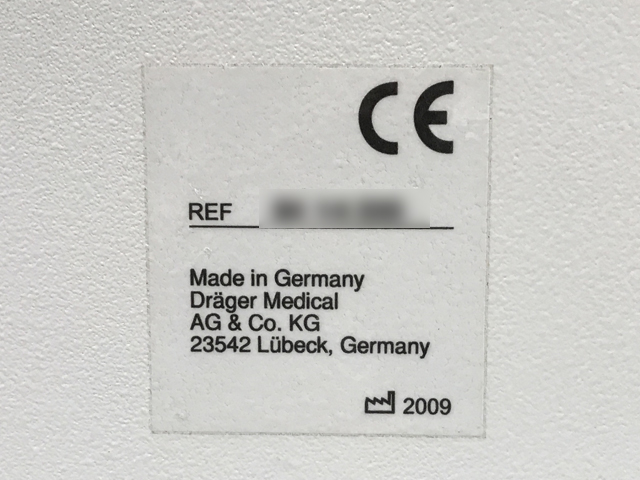 CE
REF
Made in Germany
Dräger Medical
AG & Co. KG
23542 Lübeck, Germany
2009